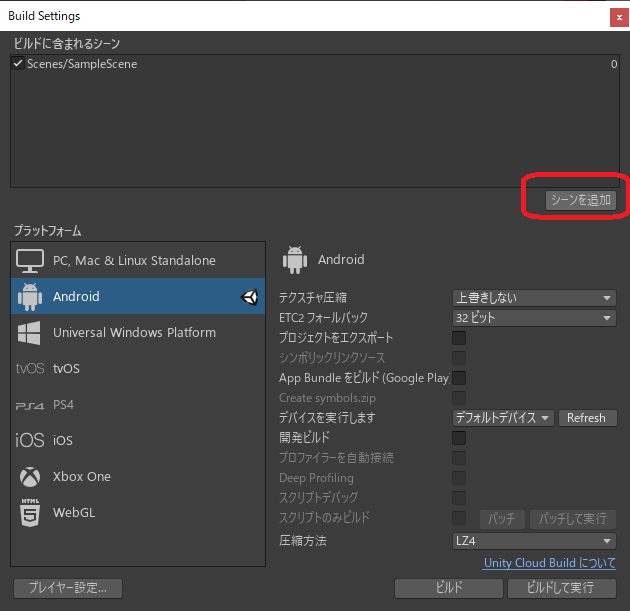 Build Settings
x
ビルドに含まれるシーン
Scenes/SampleScene 0
シーンを追加
プラットフォーム
PC, Mac & Linux Standalone
Android
Universal Windows Platform
tvOS tvOS
PS4 PS4
iOS iOS
Xbox One
HTML 5 WebGL
Android
テクスチャ圧縮 上書きしない
ETC2 フォールバック 32 ビット
プロジェクトをエクスポート
シンボリックリンクソース
App Bundle をビルド (Google Play
Create symbols.zip
デバイスを実行します デフォルトデバイス Refresh
開発ビルド
プロファイラーを自動接続
Deep Profiling
スクリプトデバッグ
スクリプトのみビルド パッチ パッチして実行
圧縮方法 LZ4
Unity Cloud Build について
プレイヤー設定... ビルド ビルドして実行